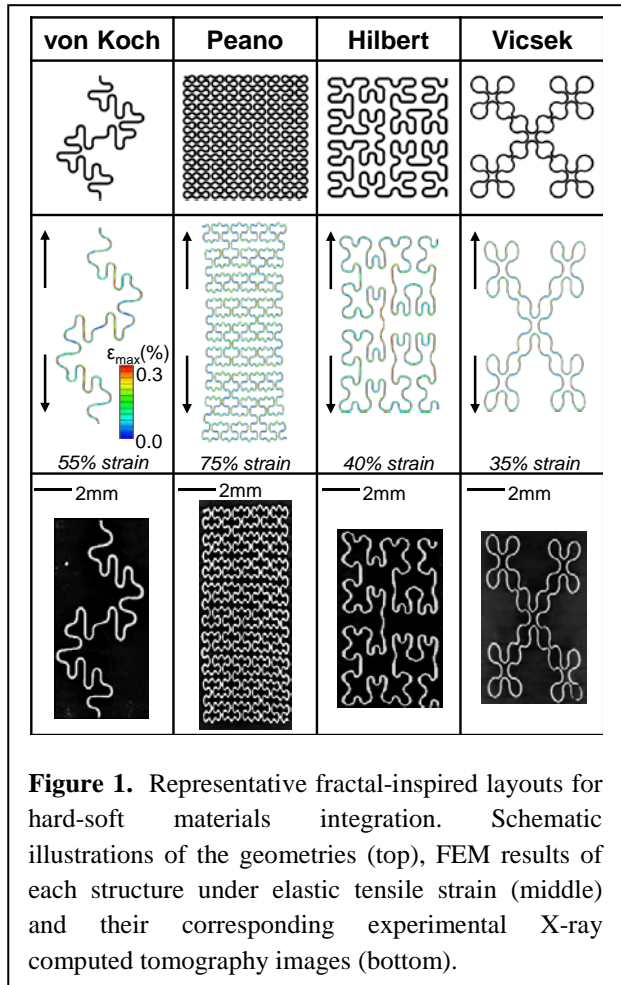 von Koch Peano Hilbert Vicsek
εmax(%)
0.3
0.0
55% strain 75% strain 40% strain 35% strain
2mm 2mm 2mm 2mm
Figure 1. Representative fractal-inspired layouts for
hard-soft materials integration. Schematic
illustrations of the geometries (top), FEM results of
each structure under elastic tensile strain (middle)
and their corresponding experimental X-ray
computed tomography images (bottom).